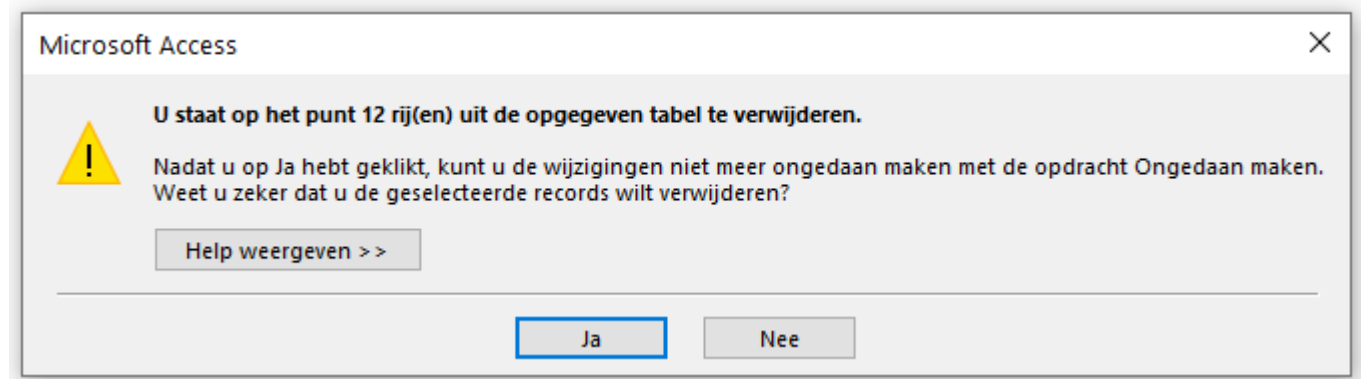 Microsoft Access
U staat op het punt 12 rij(en) uit de opgegeven tabel te verwijderen.
Nadat u op Ja hebt geklikt, kunt u de wijzigingen niet meer ongedaan maken met de opdracht Ongedaan maken.
Weet u zeker dat u de geselecteerde records wilt verwijderen?
Help weergeven >>
Ja
Nee